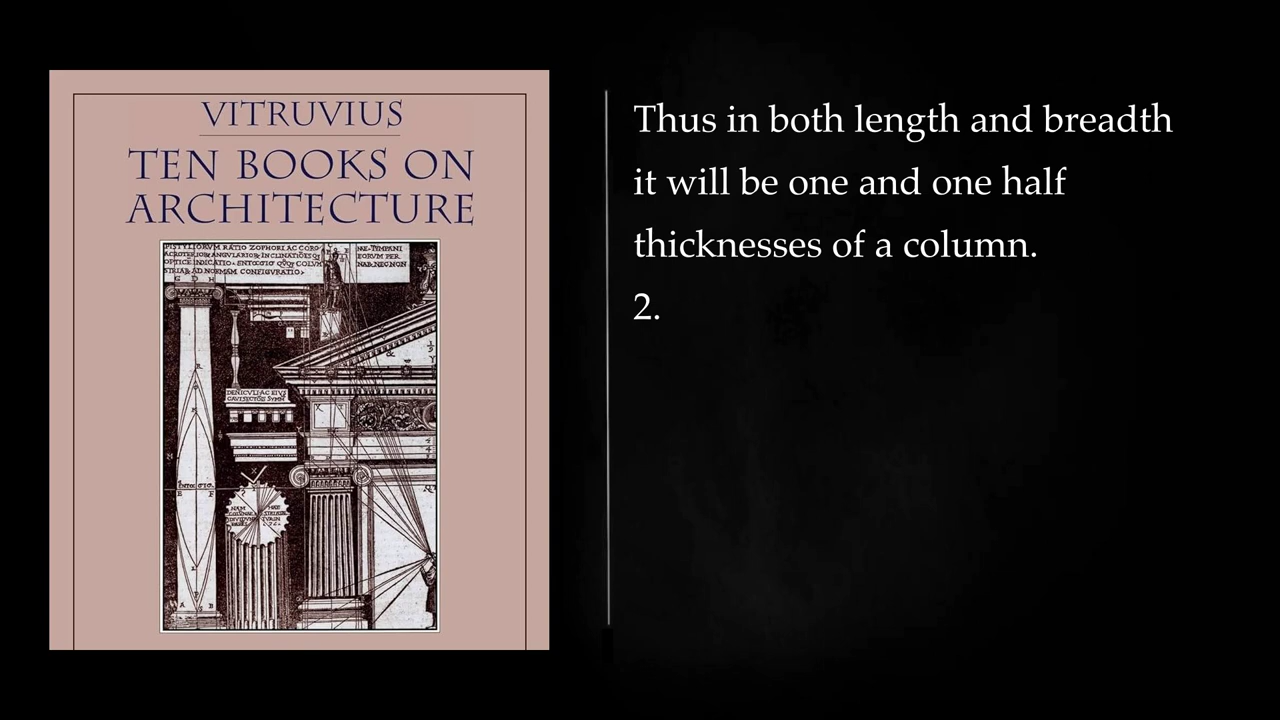 VITRUVIUS
TEN BOOKS ON
ARCHITECTURE
Thus in both length and breadth
it will be one and one half
thicknesses of a column.
2.